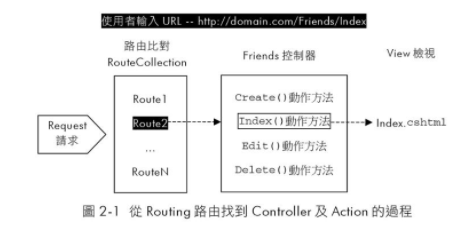 使用者輸入 URL -- http://domain.com/Friends/Index
路由比對
RouteCollection
Friends 控制器
View 檢視
Request
請求
Route1
Route2
...
RouteN
Create()動作方法
Index()動作方法
Edit()動作方法
Delete()動作方法
Index.cshtml
圖 2-1 從 Routing 路由找到 Controller 及 Action 的過程